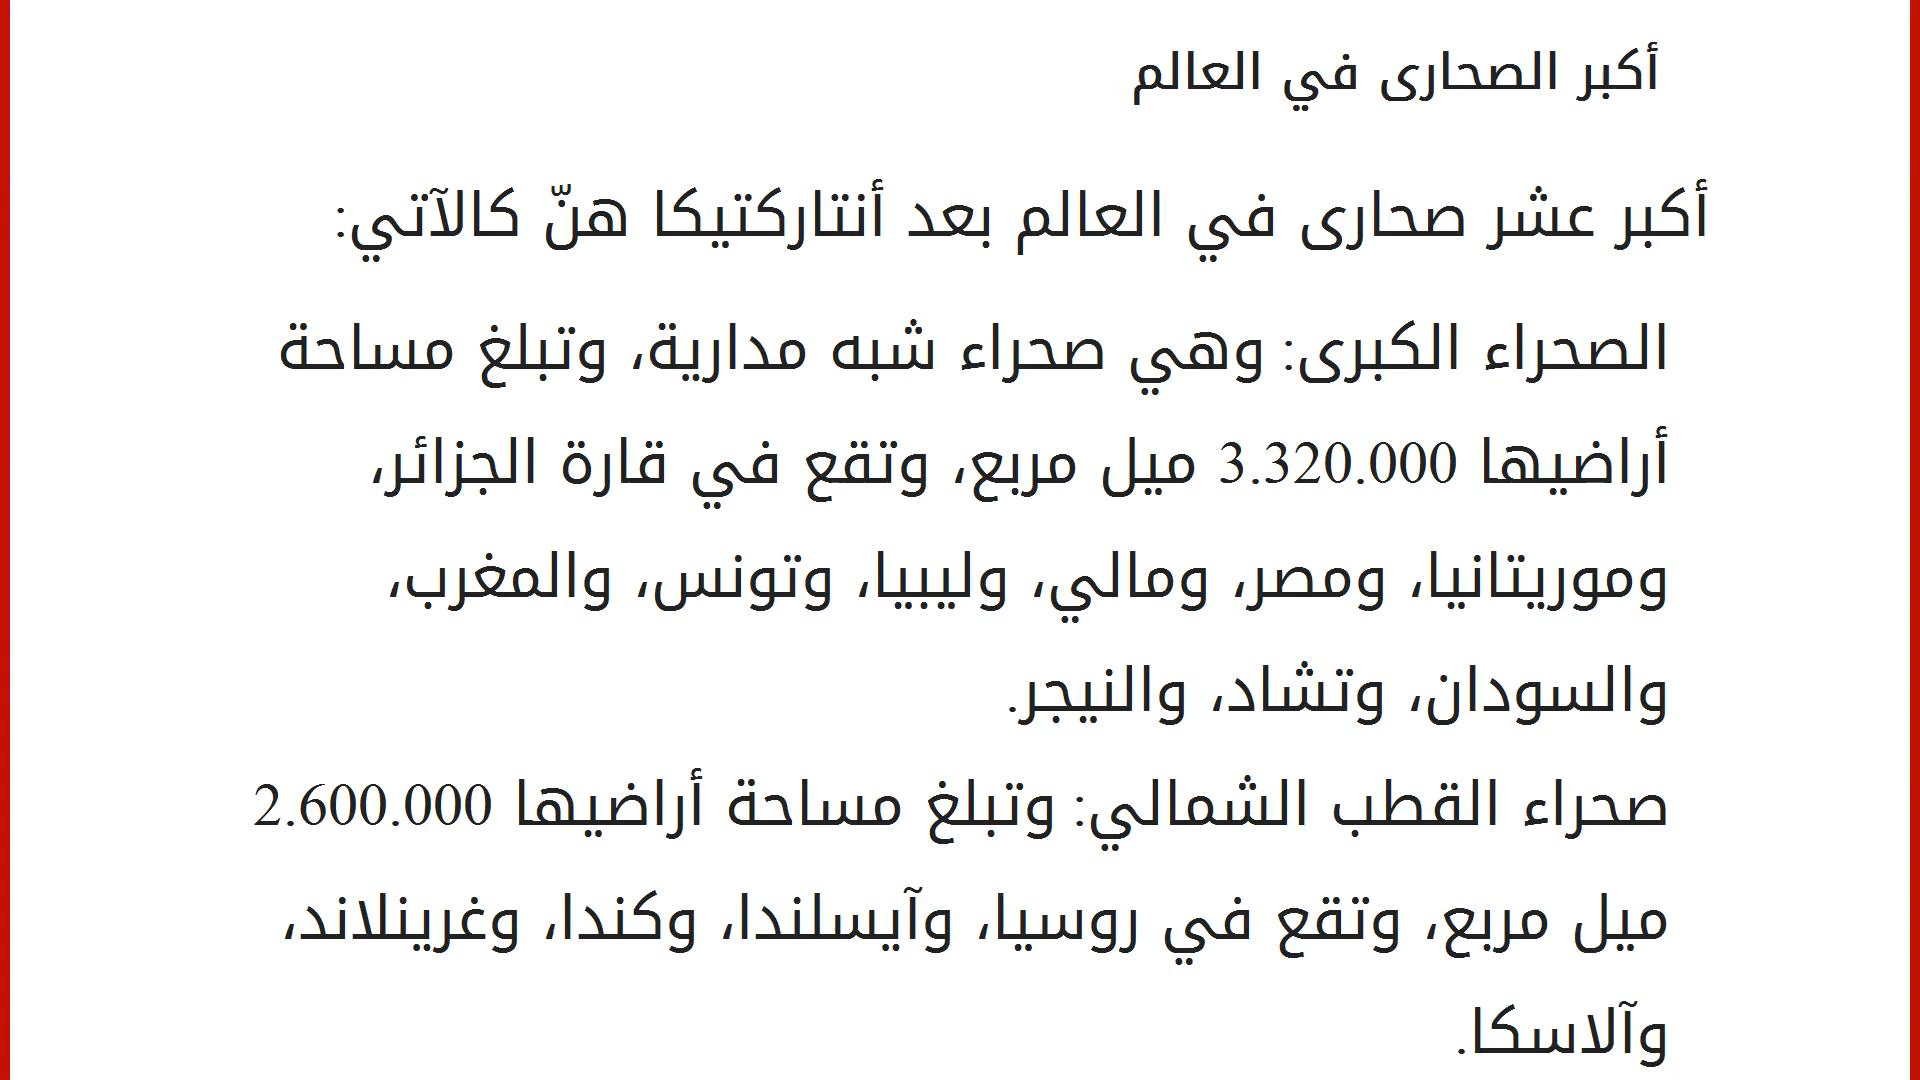 أكبر الصحارى في العالم
أكبر عشر صحارى في العالم بعد أنتاركتيكا هنّ كالآتي:
الصحراء الكبرى: وهي صحراء شبه مدارية، وتبلغ مساحة
أراضيها 3.320.000 ميل مربع، وتقع في قارة الجزائر،
وموريتانيا، ومصر، ومالي، وليبيا، وتونس، والمغرب،
والسودان، وتشاد، والنيجر.
صحراء القطب الشمالي: وتبلغ مساحة أراضيها 2.600.000
ميل مربع، وتقع في روسيا، وآيسلندا، وكندا، وغرينلاند،
وآلاسكا.